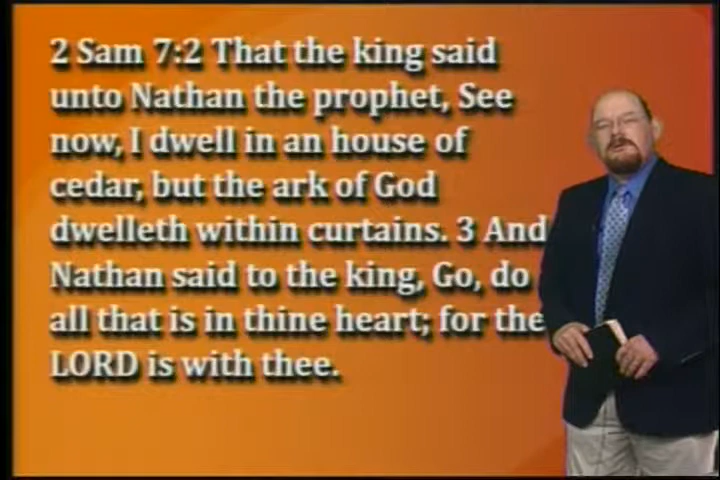 2 Sam 7:2 That the king said
unto Nathan the prophet, See
now, I dwell in an house of
cedar, but the ark of God
dwelleth within curtains. 3 And
Nathan said to the king, Go, do
all that is in thine heart; for the
LORD is with thee.